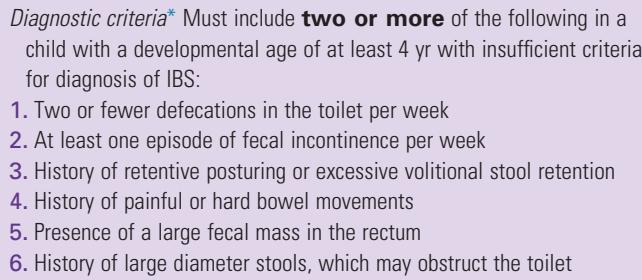 Diagnostic criteria* Must include two or more of the following in a
child with a developmental age of at least 4 yr with insufficient criteria
for diagnosis of IBS:
1. Two or fewer defecations in the toilet per week
2. At least one episode of fecal incontinence per week
3. History of retentive posturing or excessive volitional stool retention
4. History of painful or hard bowel movements
5. Presence of a large fecal mass in the rectum
6. History of large diameter stools, which may obstruct the toilet